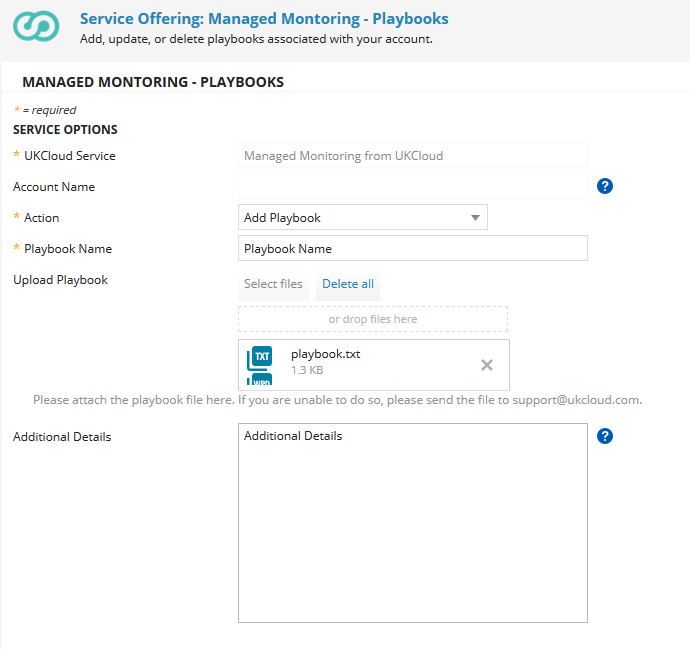 Service Offering: Managed Montoring - Playbooks
Add, update, or delete playbooks associated with your account.
MANAGED MONTORING - PLAYBOOKS
* = required
SERVICE OPTIONS
* UKCloud Service Managed Monitoring from UKCloud
Account Name ?
* Action Add Playbook
* Playbook Name Playbook Name
Upload Playbook Select files Delete all
or drop files here
TXT playbook.txt
1.3 KB
WPD
Please attach the playbook file here. If you are unable to do so, please send the file to support@ukcloud.com.
Additional Details Additional Details ?